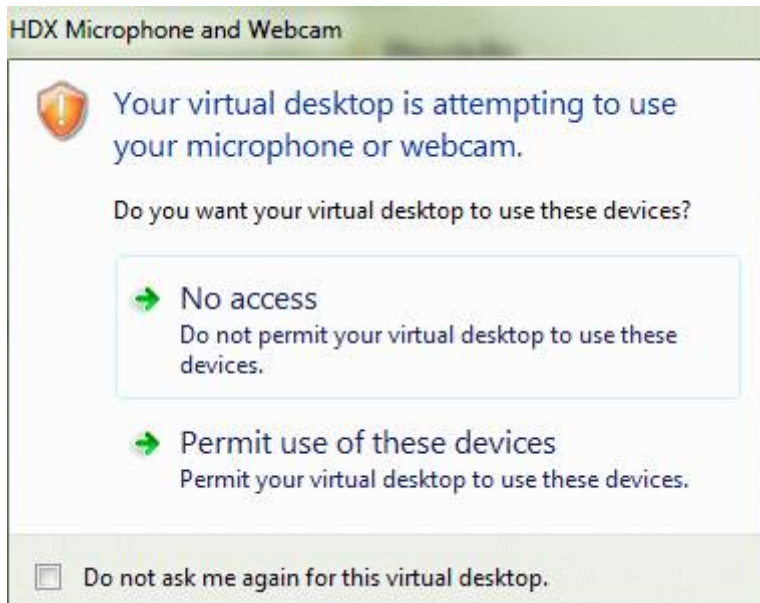 HDX Microphone and Webcam
Your virtual desktop is attempting to use
your microphone or webcam.
Do you want your virtual desktop to use these devices?
No access
Do not permit your virtual desktop to use these
devices.
Permit use of these devices
Permit your virtual desktop to use these devices.
Do not ask me again for this virtual desktop.